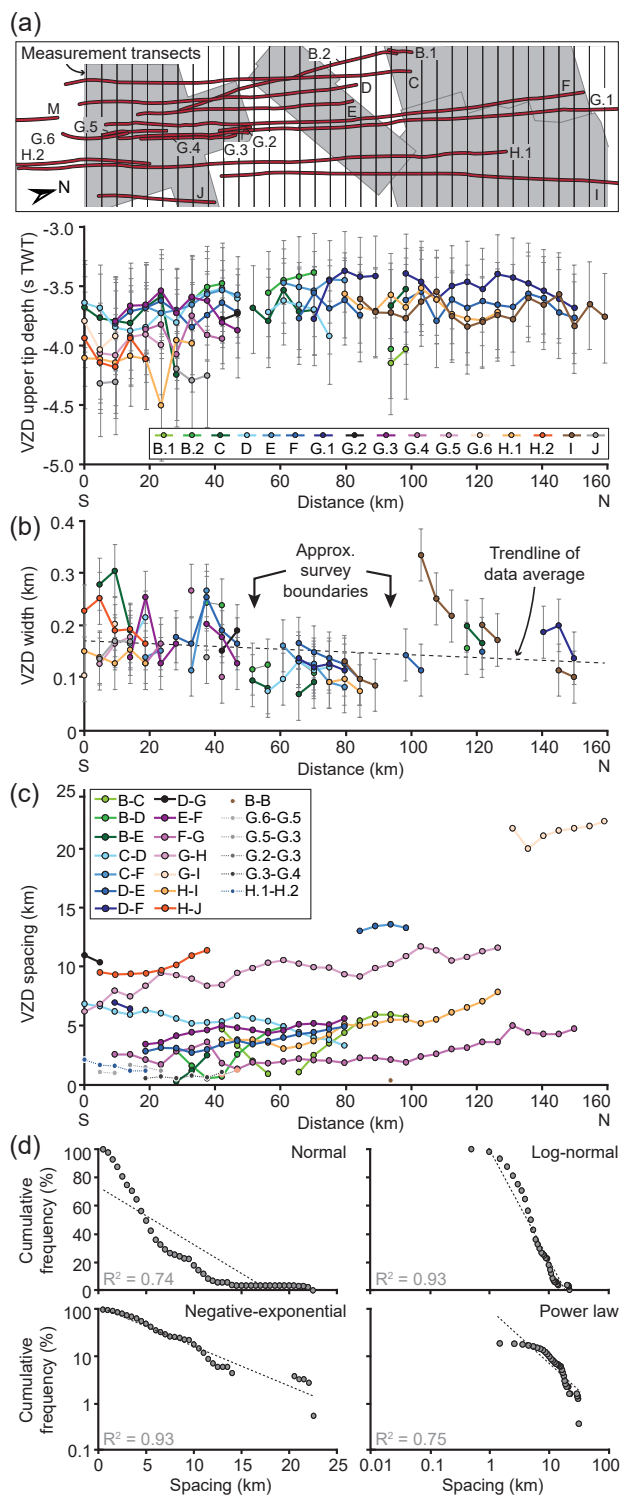 (a)
Measurement transects
B.2
B.1
D
C
E
F
G.1
M
G.5
G.6
G.2
G.3
G.4
H.2
H.1
N
J
I
VZD upper tip depth (s TWT)
-3.0
-3.5
-4.0
-4.5
-5.0
B.1 B.2 C D E F G.1 G.2 G.3 G.4 G.5 G.6 H.1 H.2 I J
0 20 40 60 80 100 120 140 160
S Distance (km) N
(b)
VZD width (km)
0.4
0.3
0.2
0.1
0
Approx.
survey
boundaries
Trendline of
data average
0 20 40 60 80 100 120 140 160
S Distance (km) N
(c)
VZD spacing (km)
25
20
15
10
5
0
B-C D-G B-B
B-D E-F G.6-G.5
B-E F-G G.5-G.3
C-D G-H G.2-G.3
C-F G-I G.3-G.4
D-E H-I H.1-H.2
D-F H-J
0 20 40 60 80 100 120 140 160
S Distance (km) N
(d)
Normal
Cumulative
frequency (%)
100
80
60
40
20
0
R² = 0.74
Log-normal
R² = 0.93
Negative-exponential
Cumulative
frequency (%)
100
10
1
0.1
R² = 0.93
0 5 10 15 20 25
Spacing (km)
Power law
R² = 0.75
0.01 0.1 1 10 100
Spacing (km)